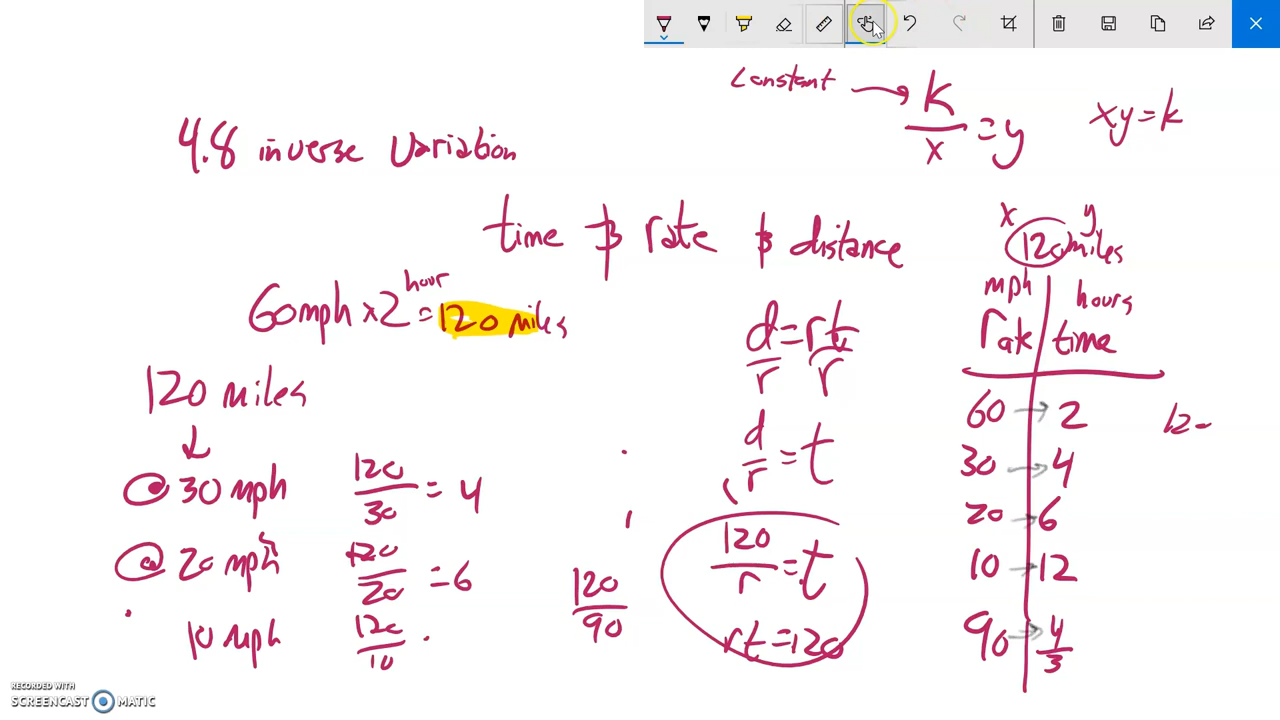 constant → k/x = y
xy = k
4.8 inverse variation
time & rate & distance
60mph × 2 hour = 120 miles
120 miles
@ 30 mph 120/30 = 4
@ 20 mph 120/20 = 6
10 mph 120/10
120/90
d/r = rt/r
d/r = t
120/r = t
rt = 120
x y
120 miles
mph hours
rate time
60 → 2
30 → 4
20 → 6
10 → 12
90 → 4/3
RECORDED WITH
SCREENCAST MATIC